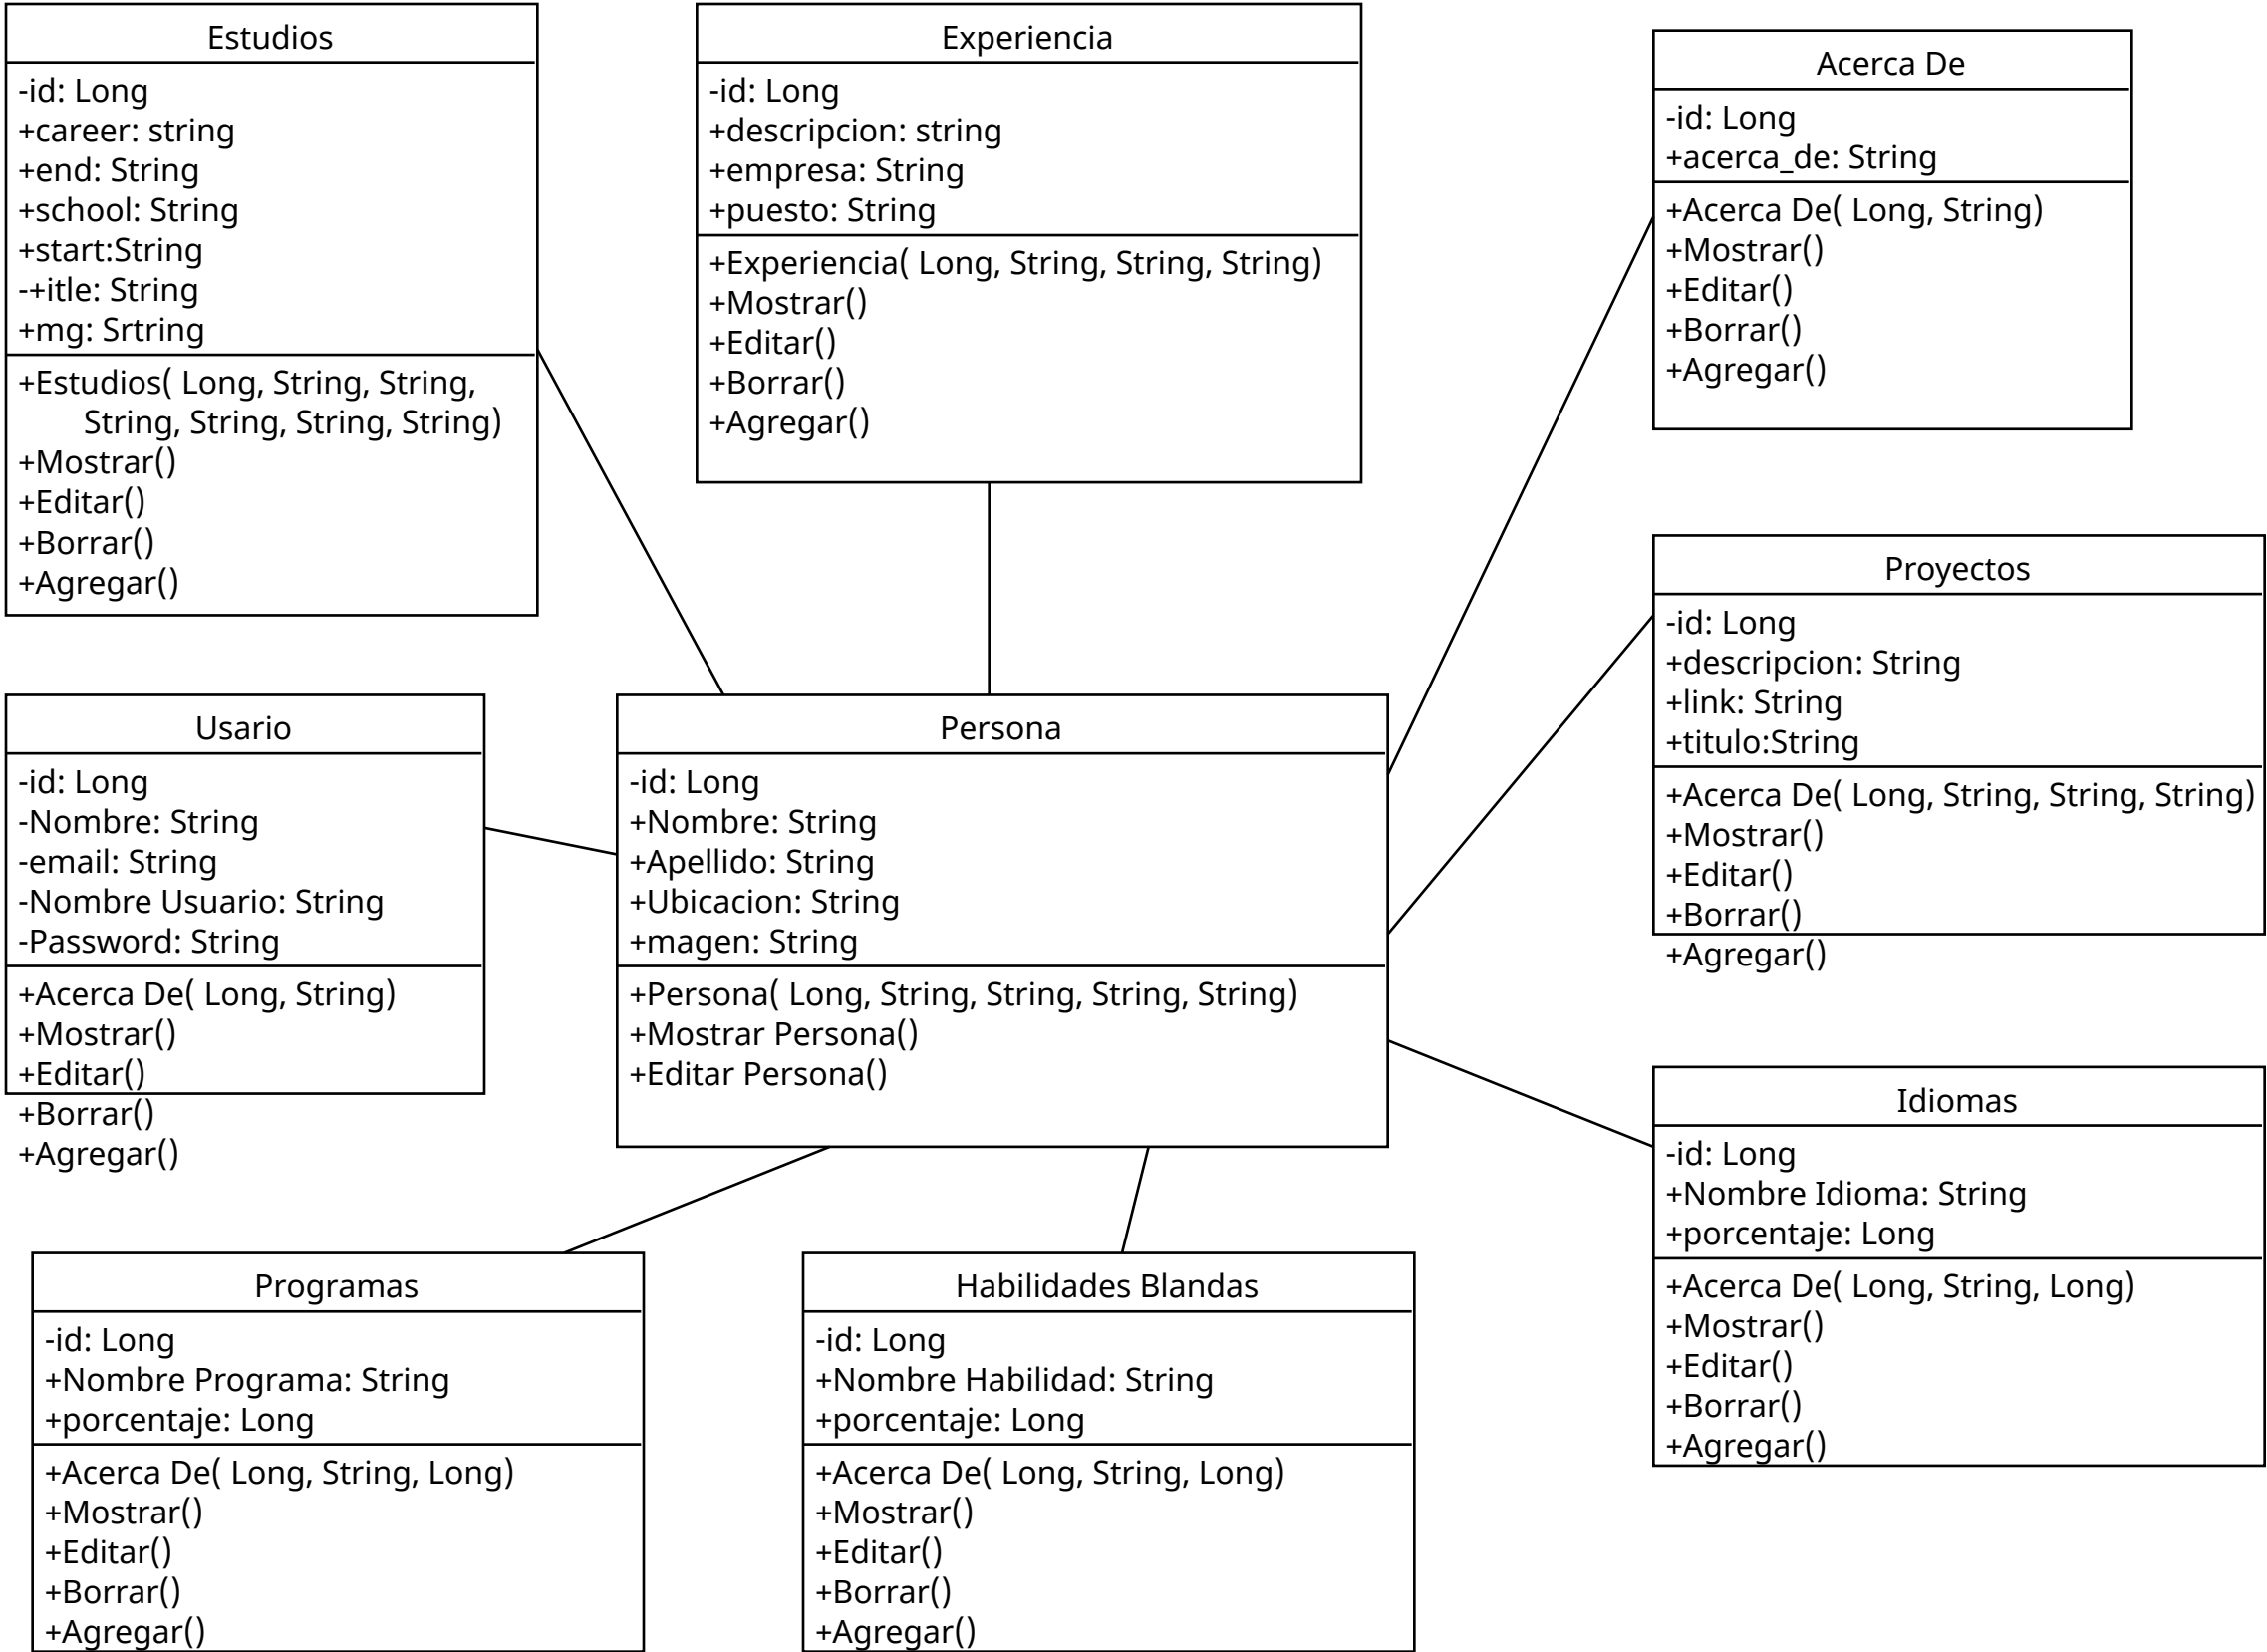 Estudios
-id: Long
+career: string
+end: String
+school: String
+start:String
-+itle: String
+mg: Srtring
+Estudios( Long, String, String,
String, String, String, String)
+Mostrar()
+Editar()
+Borrar()
+Agregar()
Experiencia
-id: Long
+descripcion: string
+empresa: String
+puesto: String
+Experiencia( Long, String, String, String)
+Mostrar()
+Editar()
+Borrar()
+Agregar()
Acerca De
-id: Long
+acerca_de: String
+Acerca De( Long, String)
+Mostrar()
+Editar()
+Borrar()
+Agregar()
Usario
-id: Long
-Nombre: String
-email: String
-Nombre Usuario: String
-Password: String
+Acerca De( Long, String)
+Mostrar()
+Editar()
+Borrar()
+Agregar()
Persona
-id: Long
+Nombre: String
+Apellido: String
+Ubicacion: String
+magen: String
+Persona( Long, String, String, String, String)
+Mostrar Persona()
+Editar Persona()
Proyectos
-id: Long
+descripcion: String
+link: String
+titulo:String
+Acerca De( Long, String, String, String)
+Mostrar()
+Editar()
+Borrar()
+Agregar()
Idiomas
-id: Long
+Nombre Idioma: String
+porcentaje: Long
+Acerca De( Long, String, Long)
+Mostrar()
+Editar()
+Borrar()
+Agregar()
Programas
-id: Long
+Nombre Programa: String
+porcentaje: Long
+Acerca De( Long, String, Long)
+Mostrar()
+Editar()
+Borrar()
+Agregar()
Habilidades Blandas
-id: Long
+Nombre Habilidad: String
+porcentaje: Long
+Acerca De( Long, String, Long)
+Mostrar()
+Editar()
+Borrar()
+Agregar()